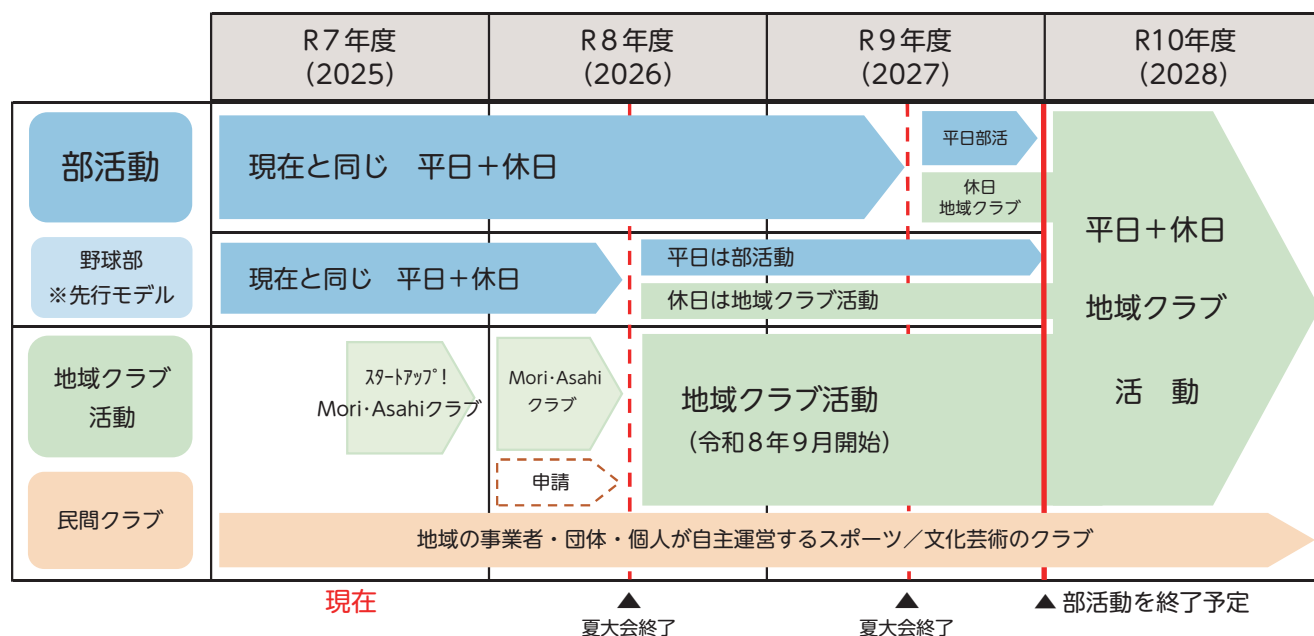 R７年度
(2025)
R８年度
(2026)
R９年度
(2027)
R10年度
(2028)
部活動
現在と同じ　平日＋休日
平日部活
休日
地域クラブ
野球部
※先行モデル
現在と同じ　平日＋休日
平日は部活動
休日は地域クラブ活動
平日＋休日
地域クラブ
活　動
地域クラブ
活動
ｽﾀｰﾄｱｯﾌﾟ！
Mori･Asahiクラブ
Mori･Asahi
クラブ
申請
地域クラブ活動
（令和８年９月開始）
民間クラブ
地域の事業者・団体・個人が自主運営するスポーツ／文化芸術のクラブ
現在
▲
夏大会終了
▲
夏大会終了
▲部活動を終了予定